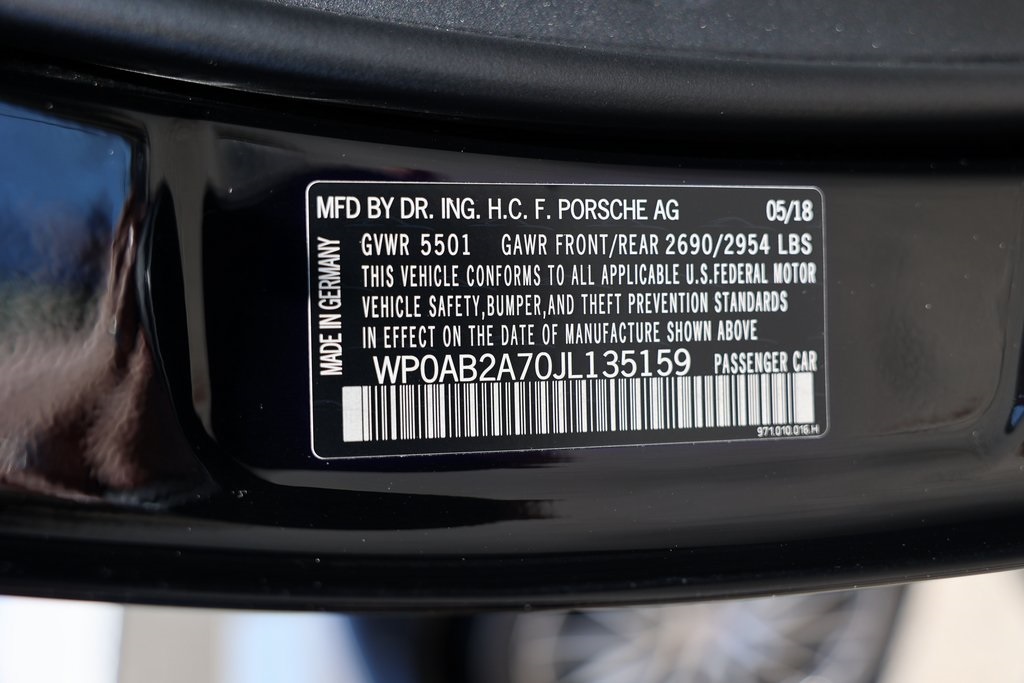 MFD BY DR. ING. H.C. F. PORSCHE AG 05/18
MADE IN GERMANY
GVWR 5501 GAWR FRONT/REAR 2690/2954 LBS
THIS VEHICLE CONFORMS TO ALL APPLICABLE U.S.FEDERAL MOTOR
VEHICLE SAFETY,BUMPER,AND THEFT PREVENTION STANDARDS
IN EFFECT ON THE DATE OF MANUFACTURE SHOWN ABOVE
WP0AB2A70JL135159 PASSENGER CAR
971.010.016.H